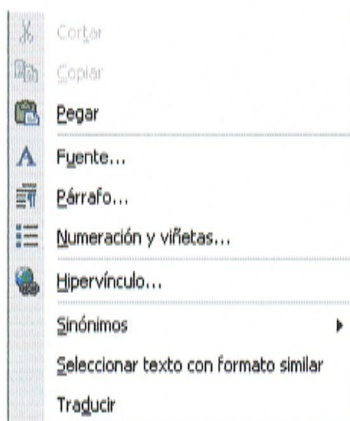 Cortar
Copiar
Pegar
Fuente...
Párrafo...
Numeración y viñetas...
Hipervínculo...
Sinónimos
Seleccionar texto con formato similar
Traducir